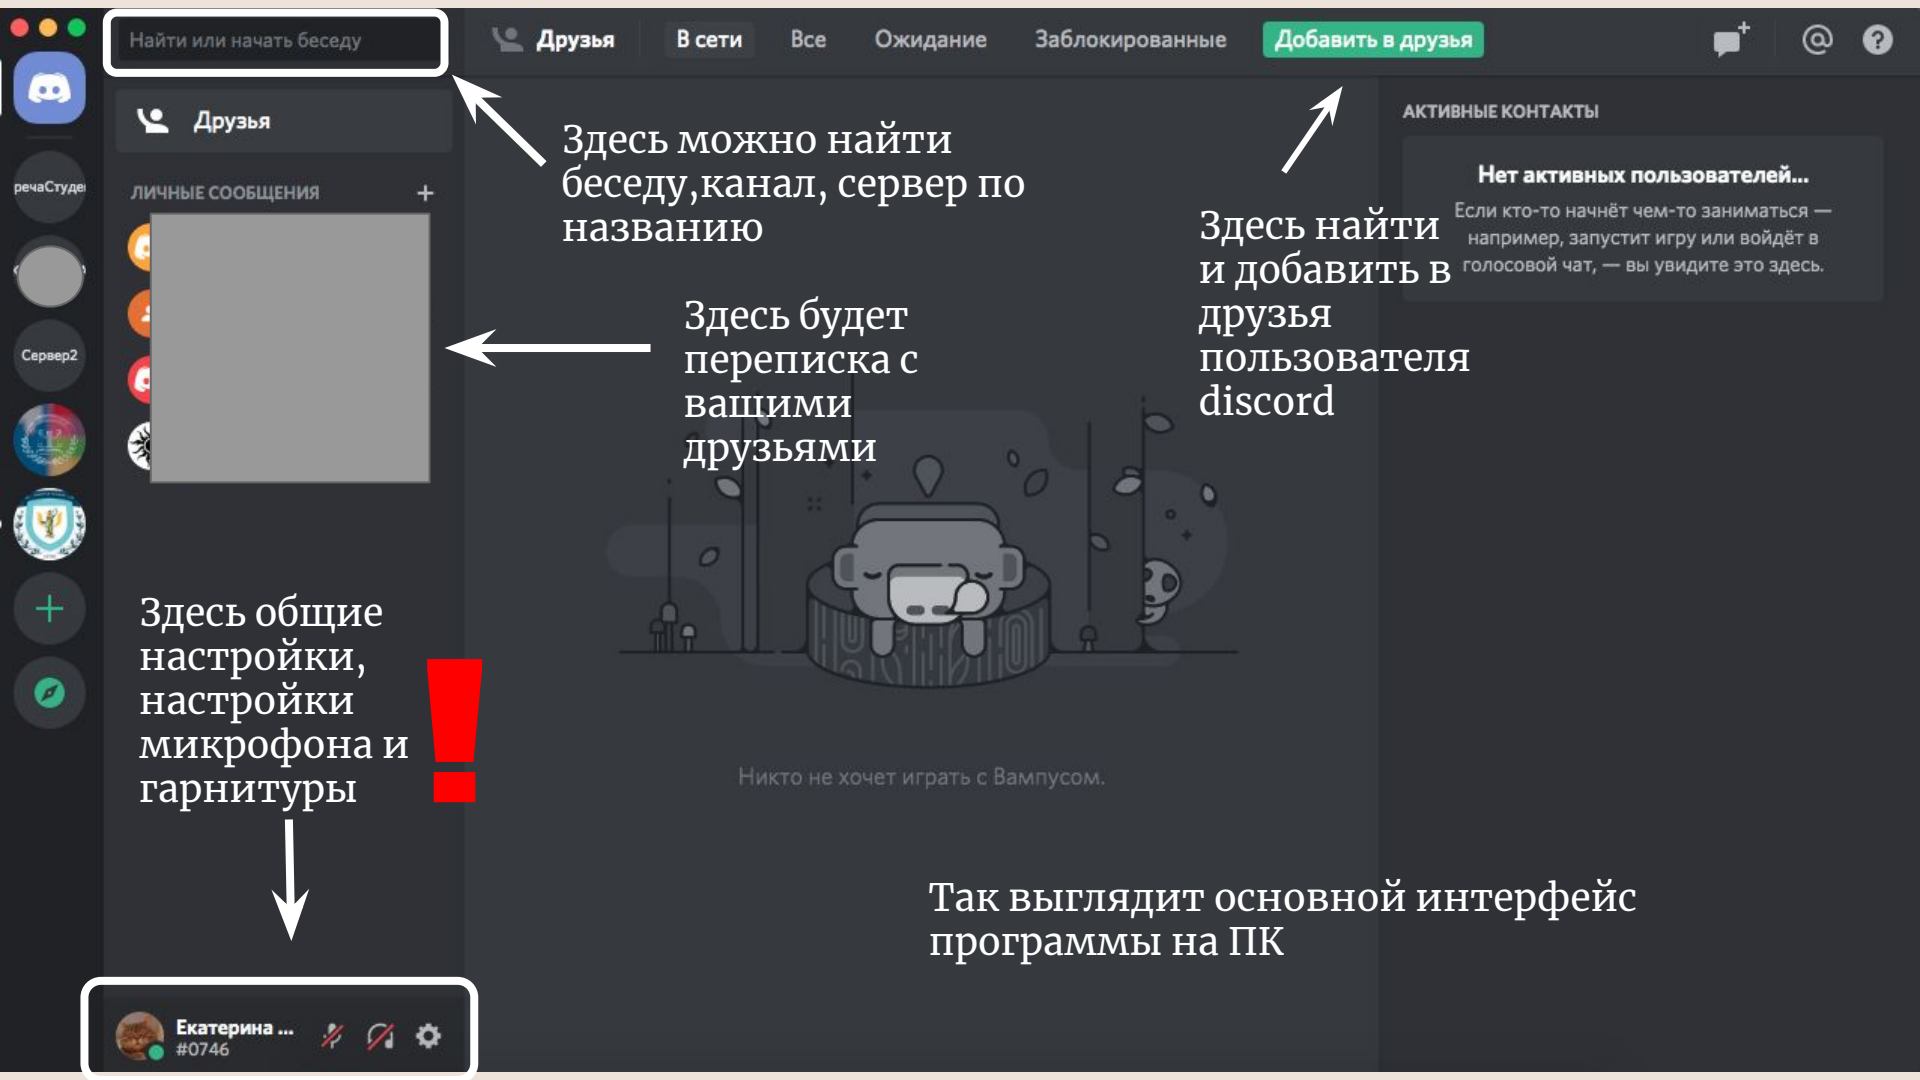 Найти или начать беседу
Друзья
В сети
Все
Ожидание
Заблокированные
Добавить в друзья
Друзья
ЛИЧНЫЕ СООБЩЕНИЯ
речаСтуде
Сервер2
Здесь можно найти
беседу,канал, сервер по
названию
Здесь будет
переписка с
вашими
друзьями
Здесь найти
и добавить в
друзья
пользователя
discord
АКТИВНЫЕ КОНТАКТЫ
Нет активных пользователей...
Если кто-то начнёт чем-то заниматься —
например, запустит игру или войдёт в
голосовой чат, — вы увидите это здесь.
Здесь общие
настройки,
настройки
микрофона и
гарнитуры
!
Никто не хочет играть с Вампусом.
Так выглядит основной интерфейс
программы на ПК
Екатерина ...
#0746